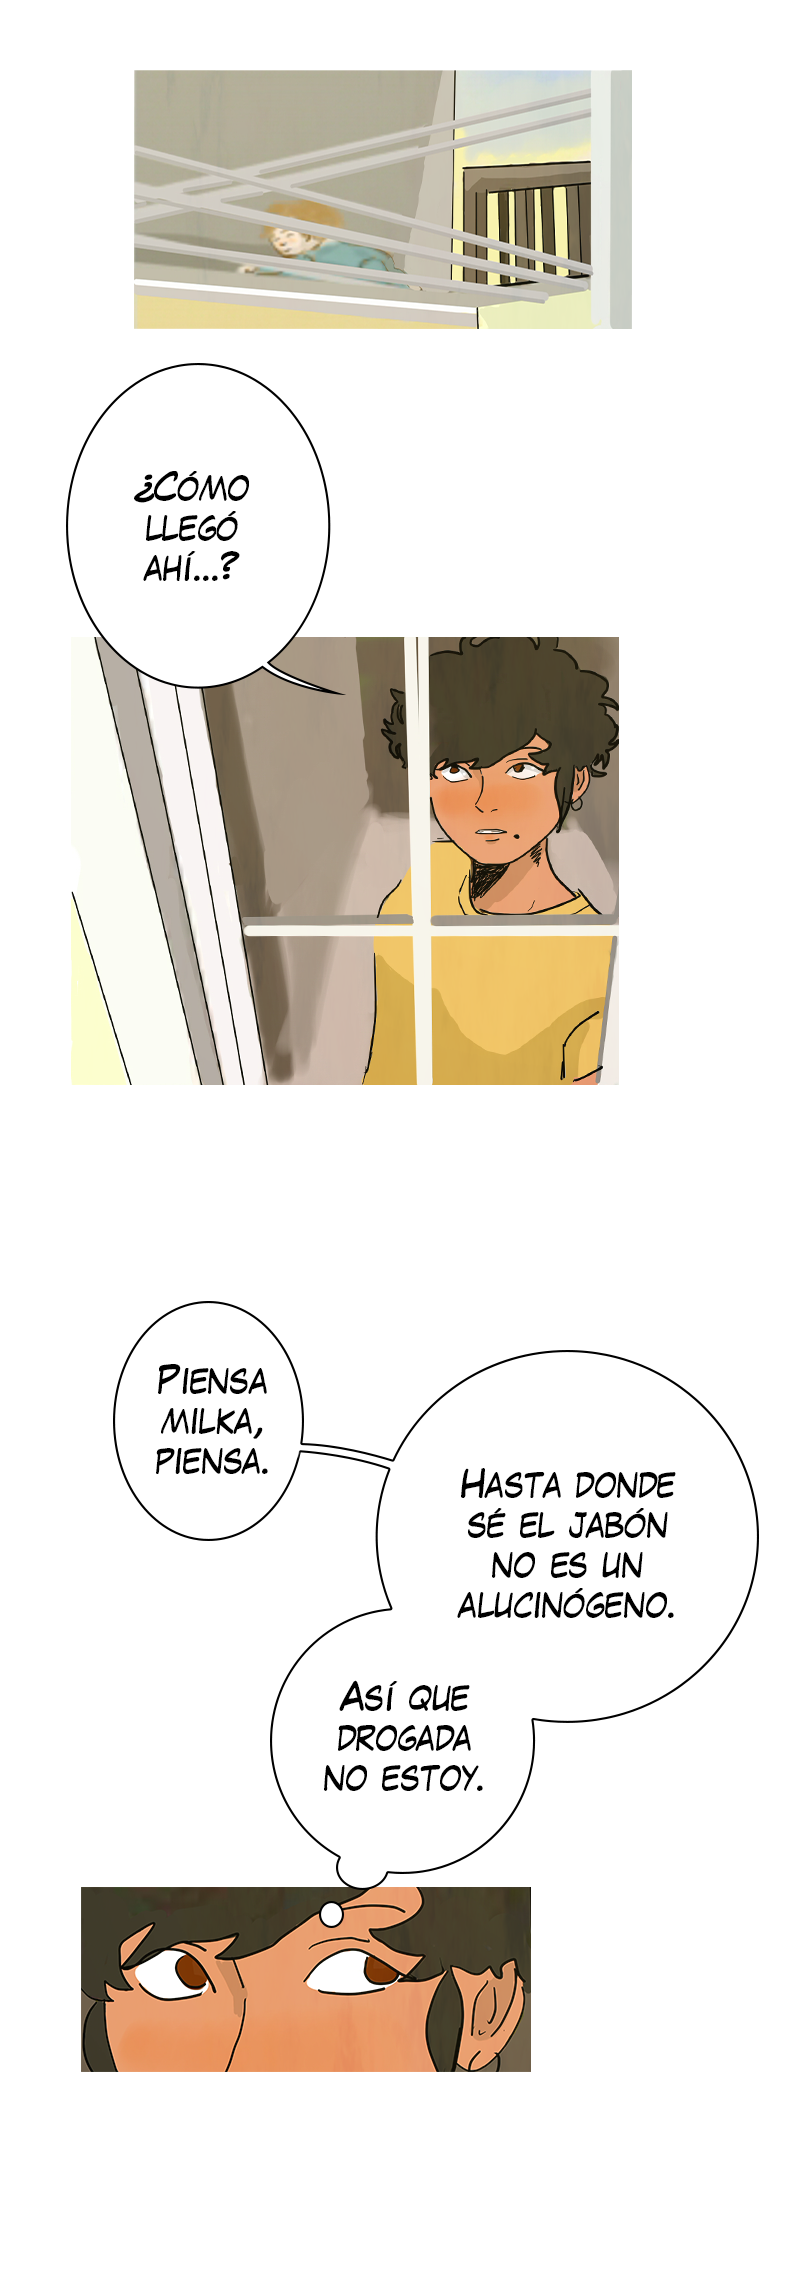 ¿Cómo
llegó
ahí...?
Piensa
Milka,
piensa.
Hasta donde
sé el jabón
no es un
alucinógeno.
Así que
drogada
no estoy.